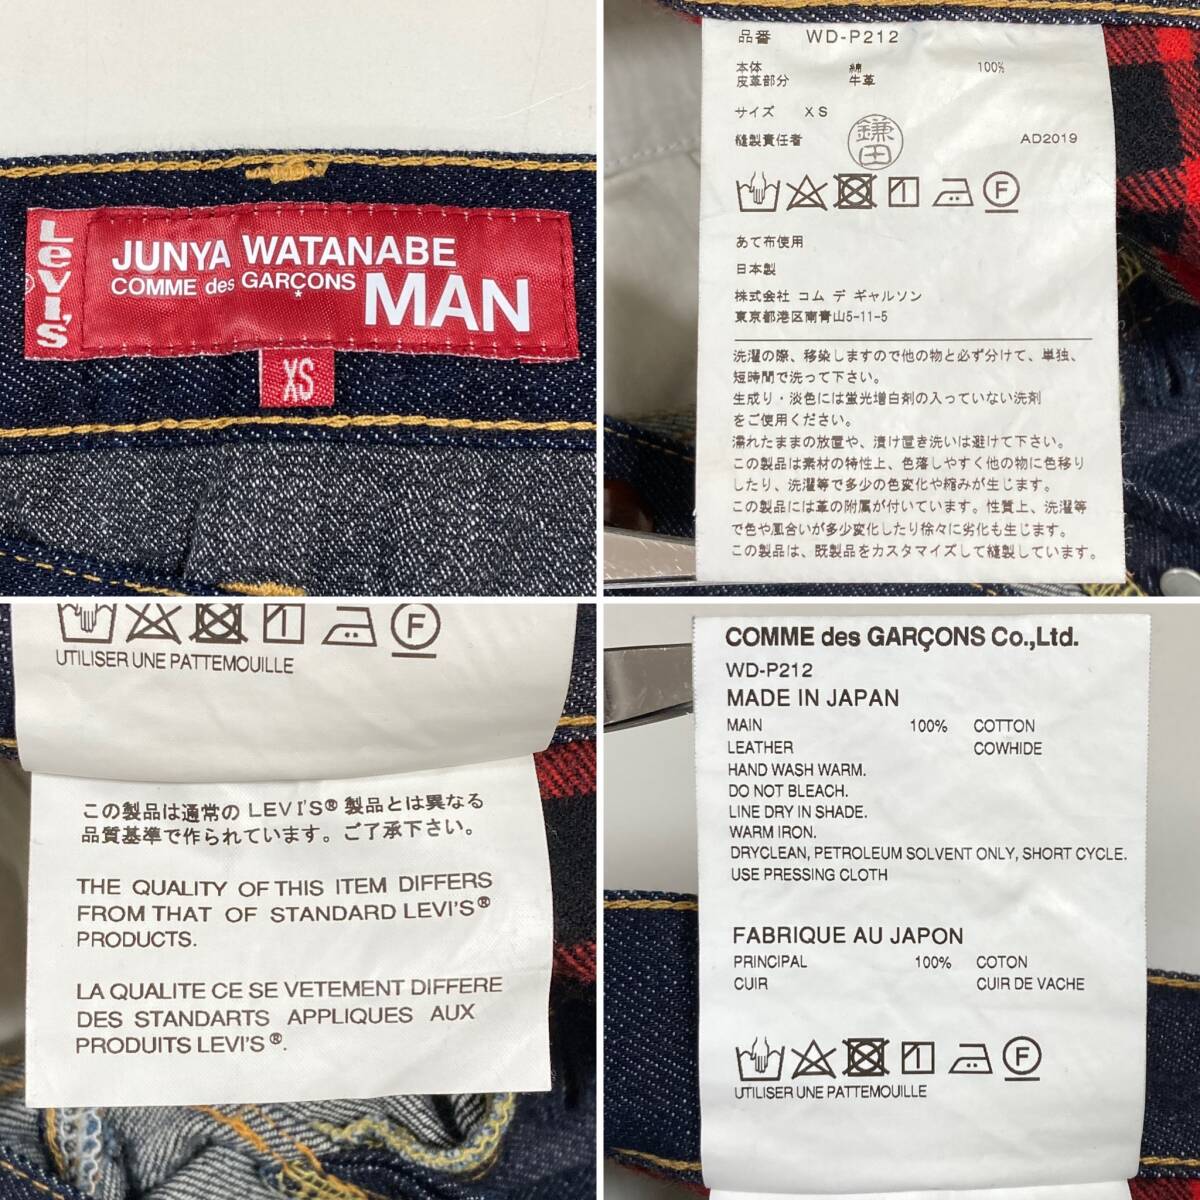 Levi's
JUNYA WATANABE
COMME des GARÇONS
MAN
XS
品番 WD-P212
本体 綿 100%
皮革部分 牛革
サイズ XS
縫製責任者 鎌田 AD2019
あて布使用
日本製
株式会社 コム デ ギャルソン
東京都港区南青山5-11-5
洗濯の際、移染しますので他の物と必ず分けて、単独、
短時間で洗って下さい。
生成り・淡色には蛍光増白剤の入っていない洗剤
をご使用ください。
濡れたままの放置や、漬け置き洗いは避けて下さい。
この製品は素材の特性上、色落しやすく他の物に色移り
したり、洗濯等で多少の色変化や縮みが生じます。
この製品には革の附属が付いています。性質上、洗濯等
で色や風合いが多少変化したり徐々に劣化も生じます。
この製品は、既製品をカスタマイズして縫製しています。
F
UTILISER UNE PATTEMOUILLE
この製品は通常の LEVI'S® 製品とは異なる
品質基準で作られています。ご了承下さい。
THE QUALITY OF THIS ITEM DIFFERS
FROM THAT OF STANDARD LEVI'S®
PRODUCTS.
LA QUALITE CE SE VETEMENT DIFFERE
DES STANDARTS APPLIQUES AUX
PRODUITS LEVI'S®.
COMME des GARÇONS Co.,Ltd.
WD-P212
MADE IN JAPAN
MAIN 100% COTTON
LEATHER COWHIDE
HAND WASH WARM.
DO NOT BLEACH.
LINE DRY IN SHADE.
WARM IRON.
DRYCLEAN, PETROLEUM SOLVENT ONLY, SHORT CYCLE.
USE PRESSING CLOTH
FABRIQUE AU JAPON
PRINCIPAL 100% COTON
CUIR CUIR DE VACHE
F
UTILISER UNE PATTEMOUILLE